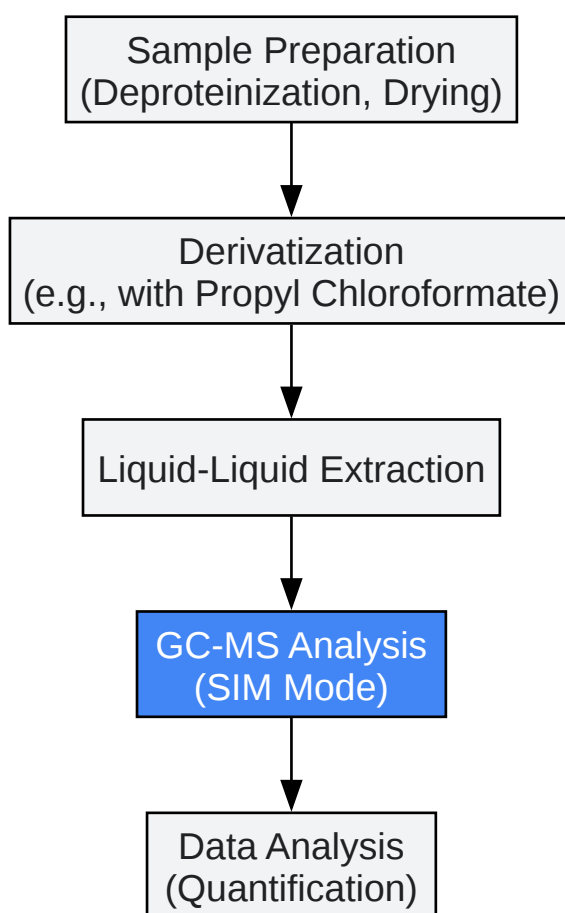 Sample Preparation
(Deproteinization, Drying)
Derivatization
(e.g., with Propyl Chloroformate)
Liquid-Liquid Extraction
GC-MS Analysis
(SIM Mode)
Data Analysis
(Quantification)